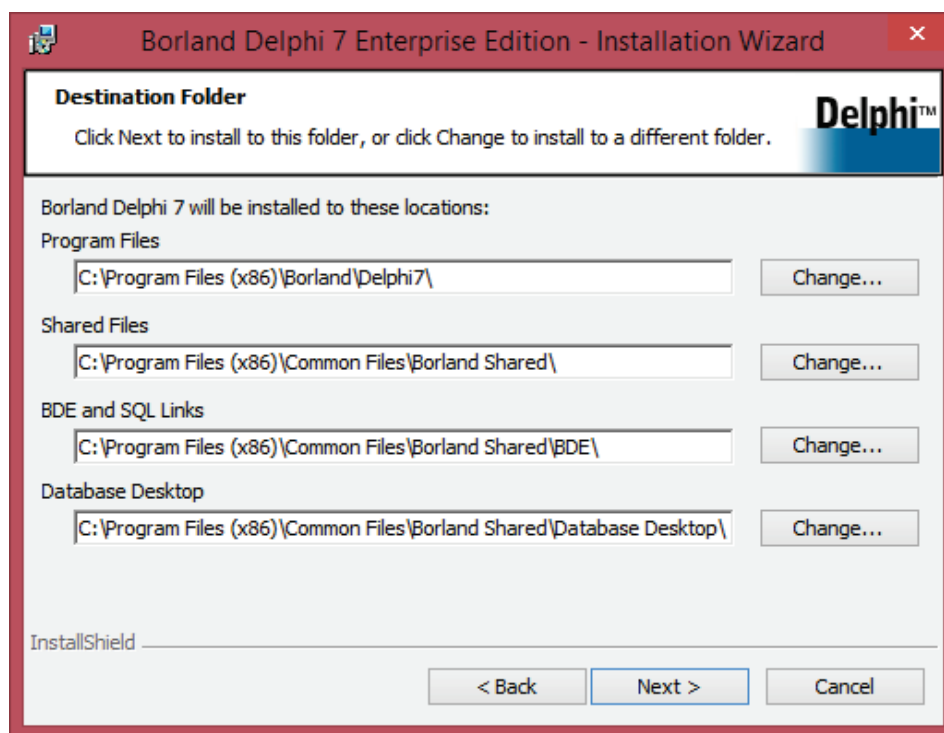 Borland Delphi 7 Enterprise Edition - Installation Wizard
Destination Folder
Click Next to install to this folder, or click Change to install to a different folder.
Delphi™
Borland Delphi 7 will be installed to these locations:
Program Files
C:\Program Files (x86)\Borland\Delphi7\
Change...
Shared Files
C:\Program Files (x86)\Common Files\Borland Shared\
Change...
BDE and SQL Links
C:\Program Files (x86)\Common Files\Borland Shared\BDE\
Change...
Database Desktop
C:\Program Files (x86)\Common Files\Borland Shared\Database Desktop\
Change...
InstallShield
< Back
Next >
Cancel